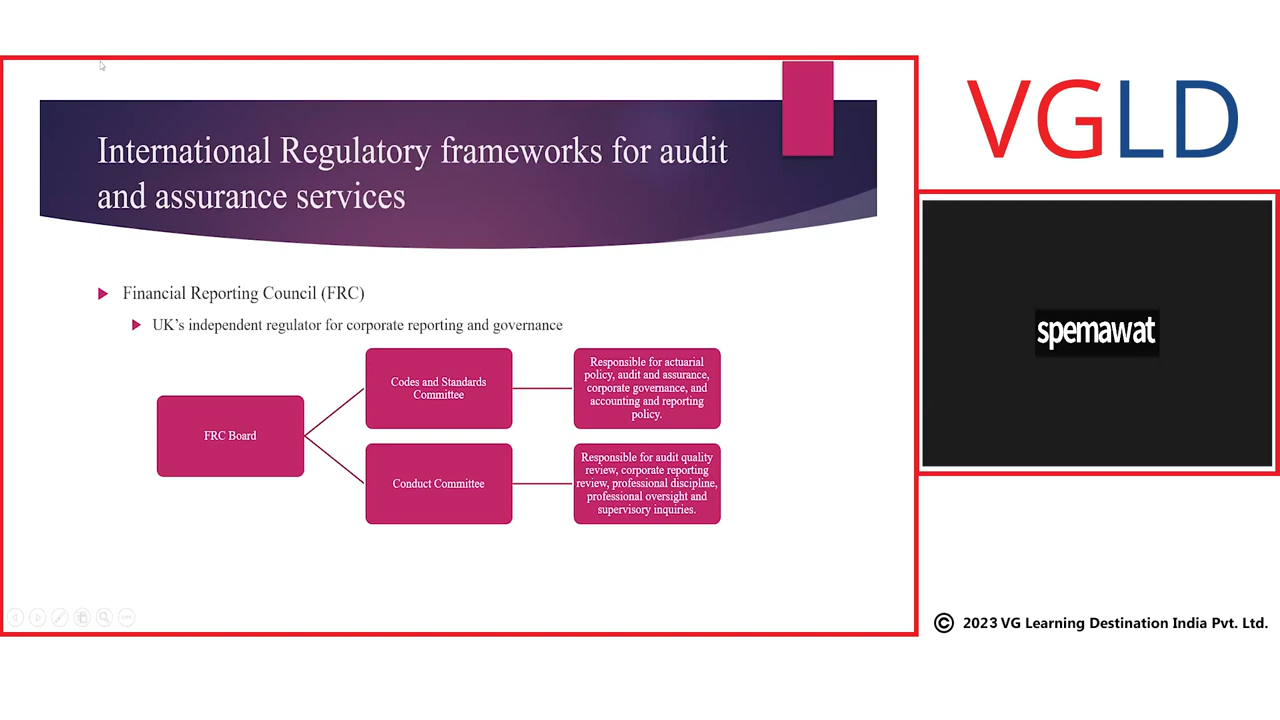 International Regulatory frameworks for audit
and assurance services
Financial Reporting Council (FRC)
UK's independent regulator for corporate reporting and governance
FRC Board
Codes and Standards
Committee
Responsible for actuarial
policy, audit and assurance,
corporate governance, and
accounting and reporting
policy.
Conduct Committee
Responsible for audit quality
review, corporate reporting
review, professional discipline,
professional oversight and
supervisory inquiries.
VGLD
spemawat
© 2023 VG Learning Destination India Pvt. Ltd.